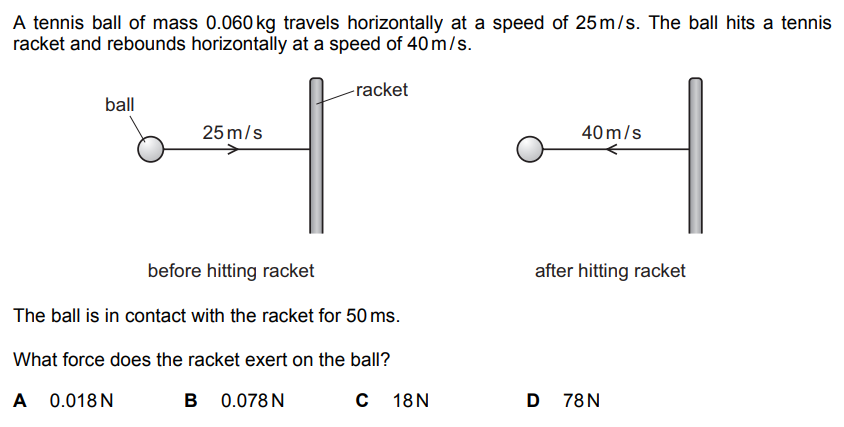 A tennis ball of mass 0.060 kg travels horizontally at a speed of 25 m/s. The ball hits a tennis
racket and rebounds horizontally at a speed of 40 m/s.
racket
ball
25 m/s
40 m/s
before hitting racket
after hitting racket
The ball is in contact with the racket for 50 ms.
What force does the racket exert on the ball?
A 0.018 N B 0.078 N C 18 N D 78 N